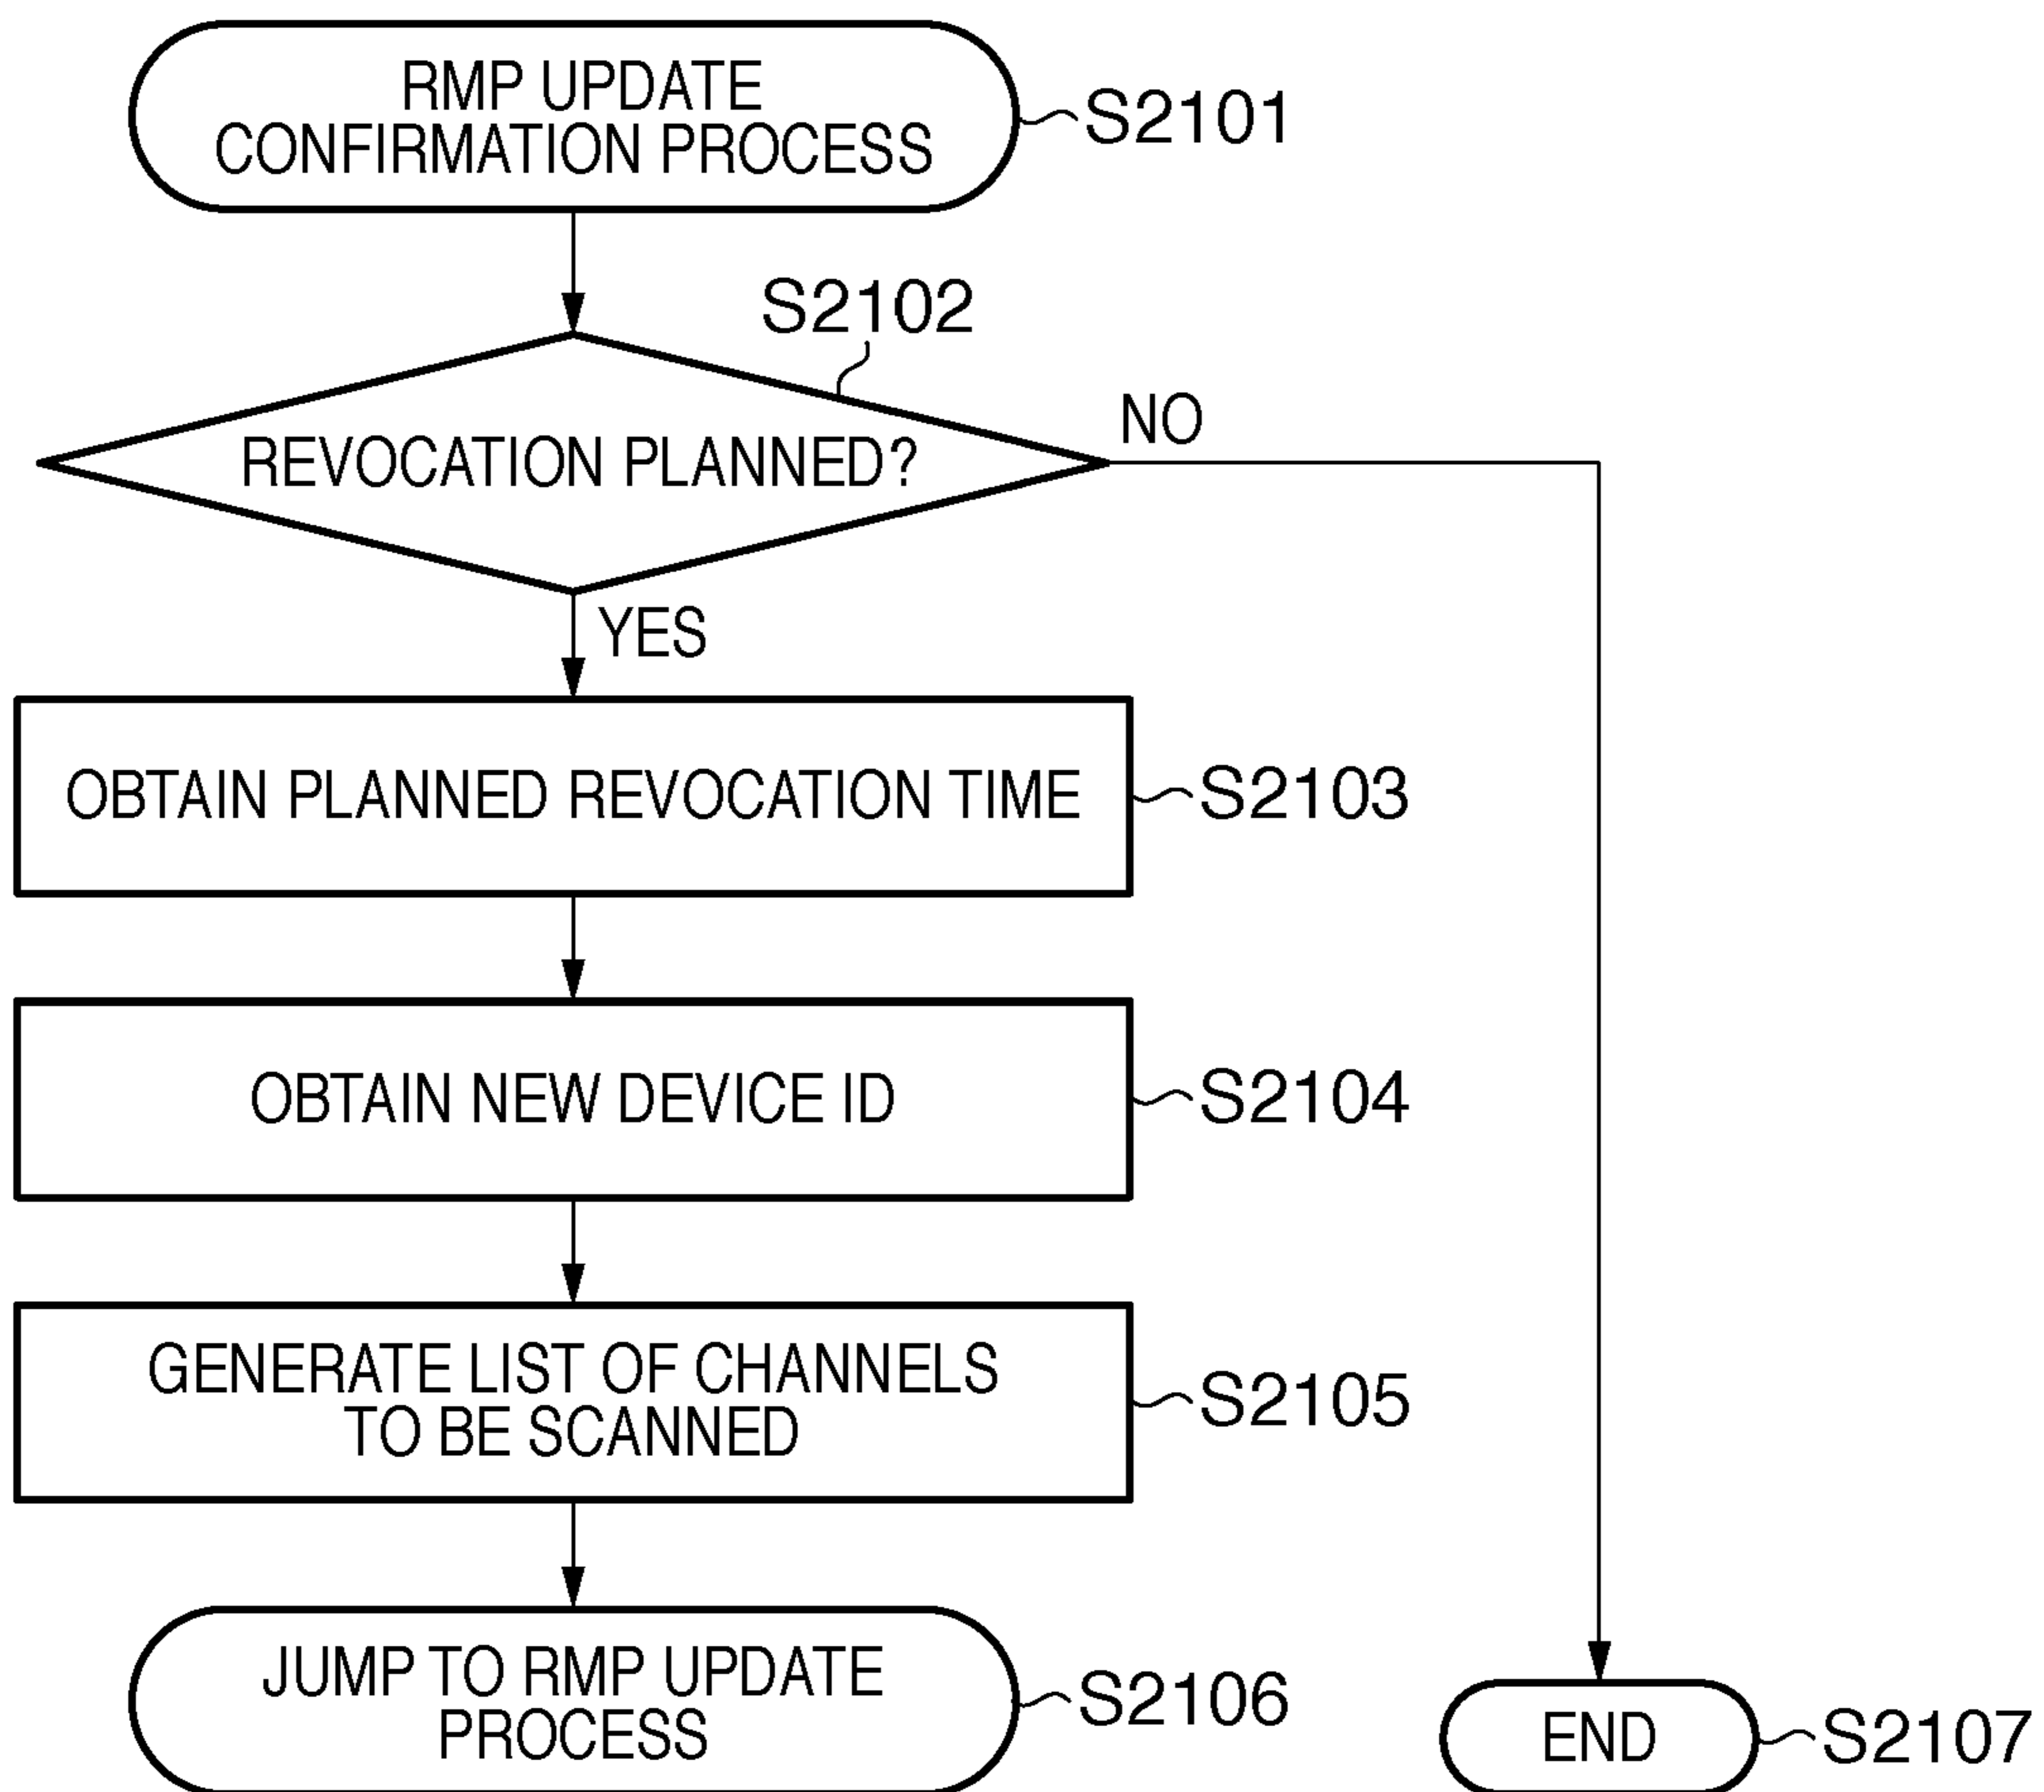 RMP UPDATE
CONFIRMATION PROCESS
S2101
S2102
REVOCATION PLANNED?
NO
YES
OBTAIN PLANNED REVOCATION TIME
S2103
OBTAIN NEW DEVICE ID
S2104
GENERATE LIST OF CHANNELS
TO BE SCANNED
S2105
JUMP TO RMP UPDATE
PROCESS
S2106
END
S2107